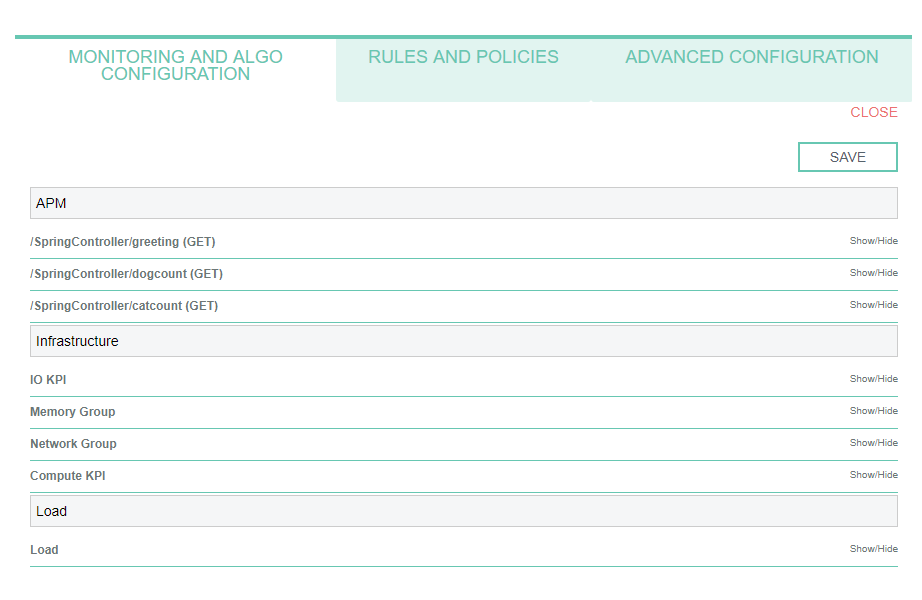 MONITORING AND ALGO
CONFIGURATION
RULES AND POLICIES
ADVANCED CONFIGURATION
CLOSE
SAVE
APM
/SpringController/greeting (GET) Show/Hide
/SpringController/dogcount (GET) Show/Hide
/SpringController/catcount (GET) Show/Hide
Infrastructure
IO KPI Show/Hide
Memory Group Show/Hide
Network Group Show/Hide
Compute KPI Show/Hide
Load
Load Show/Hide